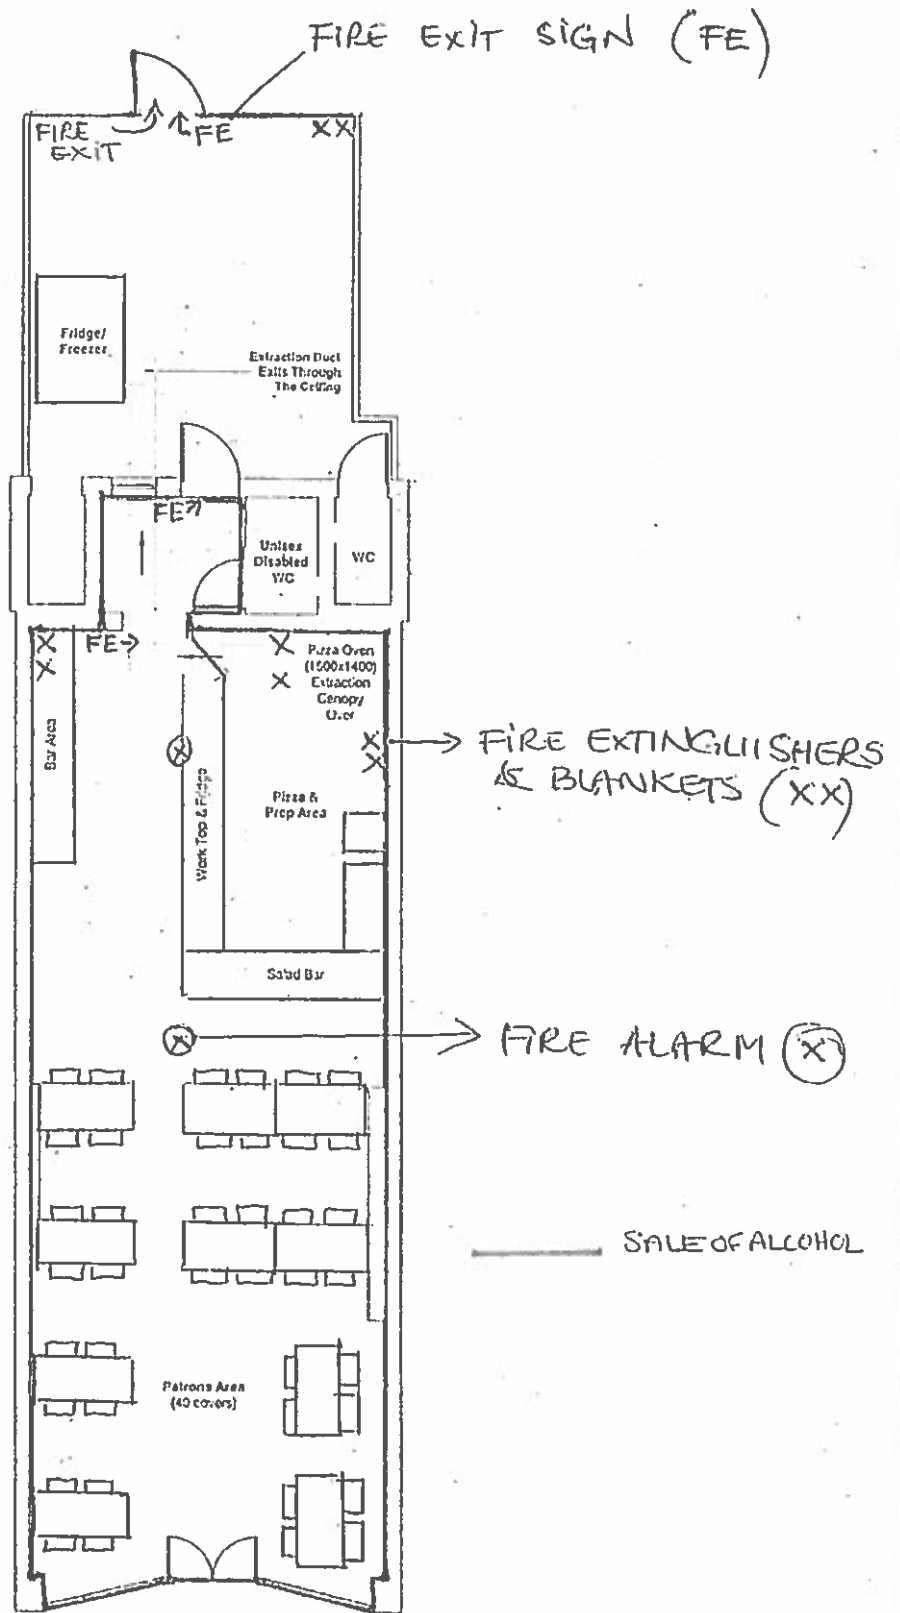 FIRE EXIT SIGN (FE)
FIRE
EXIT
FE
XX
Fridge/
Freezer
Extraction Duct
Exits Through
The Ceiling
FE
Unisex
Disabled
WC
WC
FE
X
X
X
X
Pizza Oven
(1500x1400)
Extraction
Canopy
Over
Bar Area
X
Work Top & Fridge
X
X
FIRE EXTINGUISHERS
& BLANKETS (XX)
Pizza &
Prep Area
Salad Bar
X
FIRE ALARM X
SALE OF ALCOHOL
Patrons Area
(40 covers)